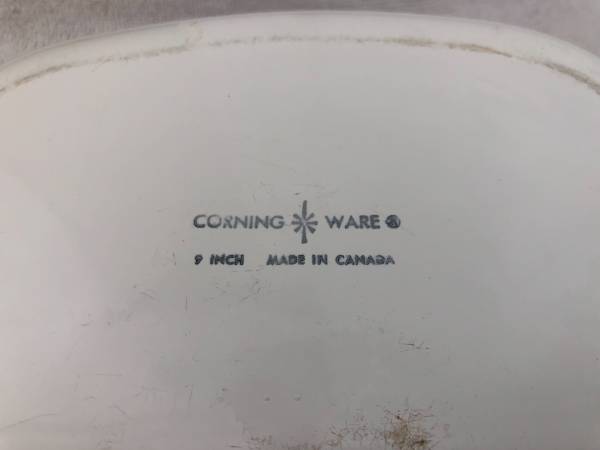 CORNING WARE ®
9 INCH MADE IN CANADA